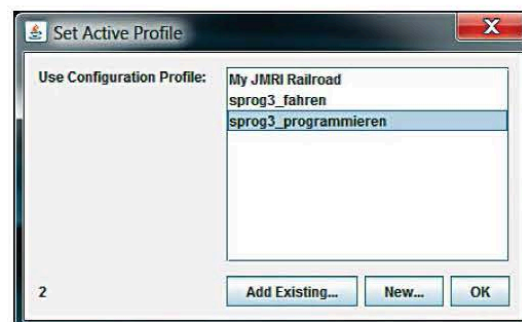 Set Active Profile
Use Configuration Profile:
My JMRI Railroad
sprog3_fahren
sprog3_programmieren
2
Add Existing...
New...
OK